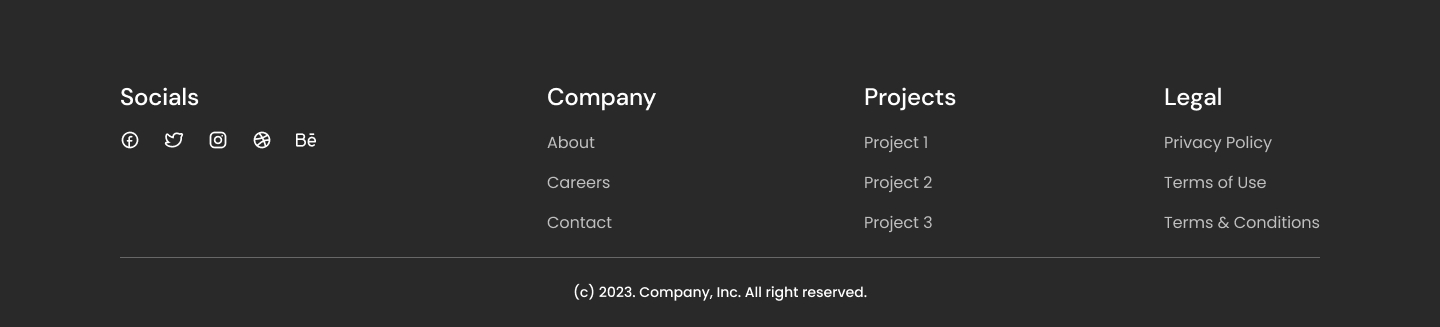 Socials
Company
About
Careers
Contact
Projects
Project 1
Project 2
Project 3
Legal
Privacy Policy
Terms of Use
Terms & Conditions
(c) 2023. Company, Inc. All right reserved.